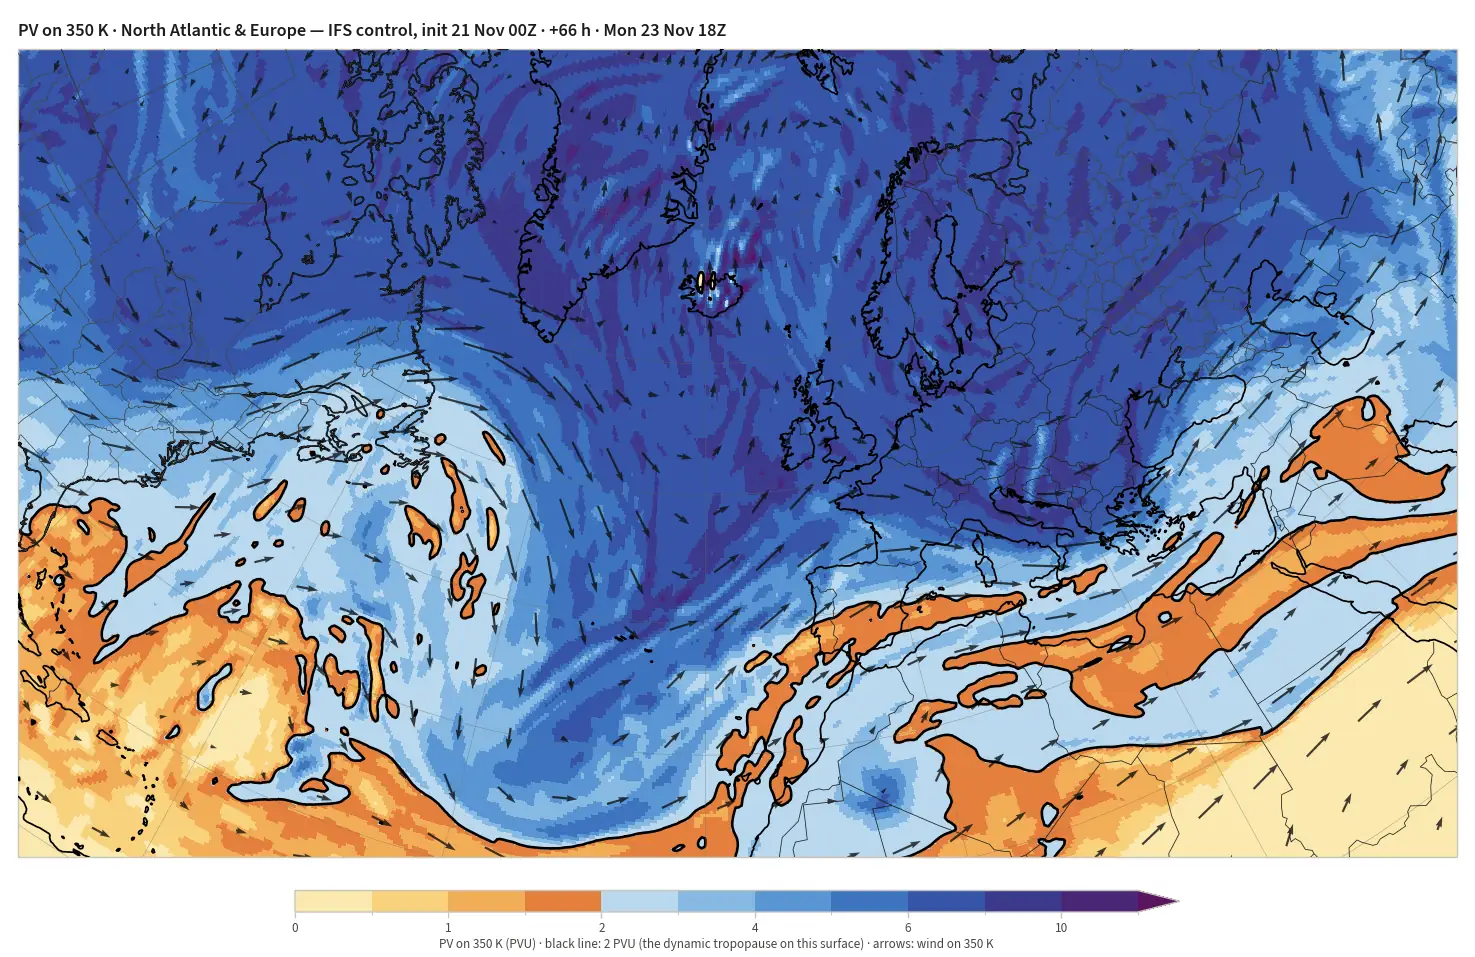 PV on 350 K · North Atlantic & Europe — IFS control, init 21 Nov 00Z · +66 h · Mon 23 Nov 18Z
0 1 2 4 6 10
PV on 350 K (PVU) · black line: 2 PVU (the dynamic tropopause on this surface) · arrows: wind on 350 K